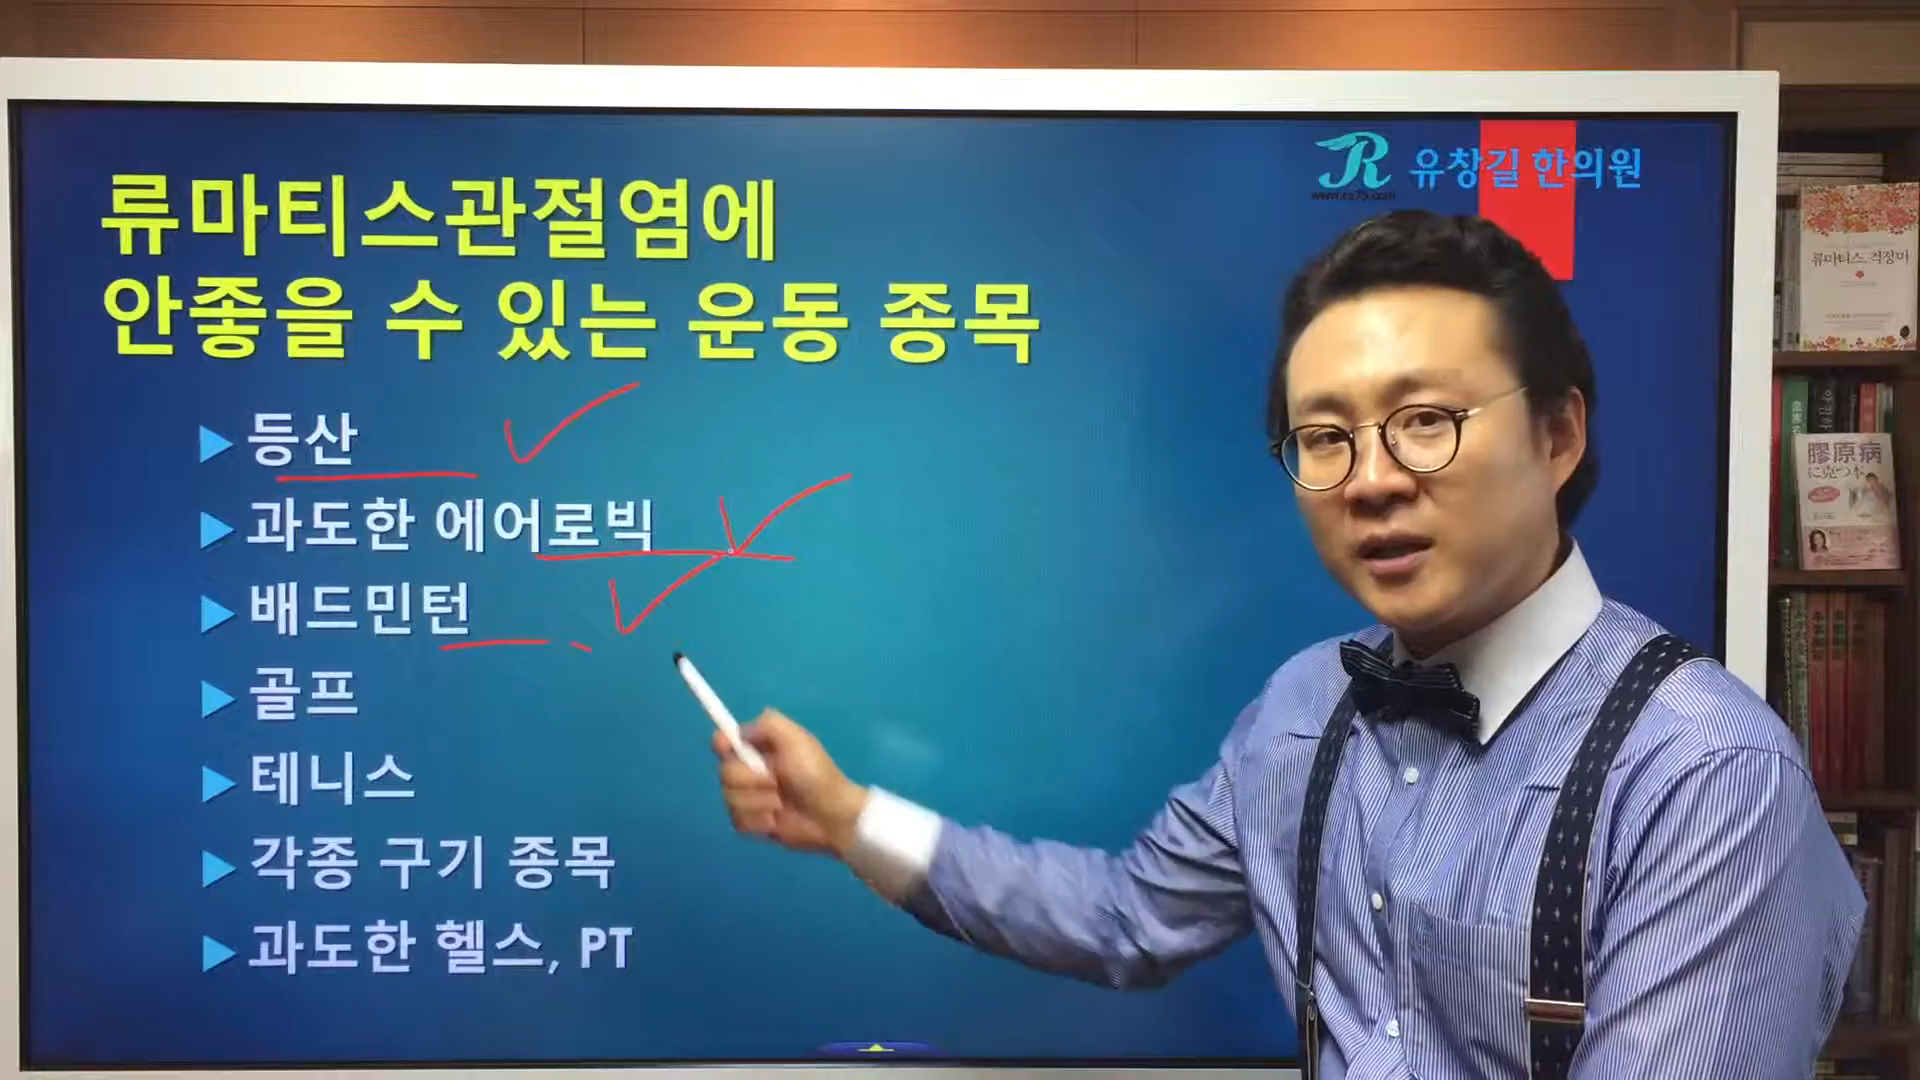 유창길 한의원
류마티스관절염에
안좋을 수 있는 운동 종목
등산
과도한 에어로빅
배드민턴
골프
테니스
각종 구기 종목
과도한 헬스, PT
류마티스 걱정마
膠原病